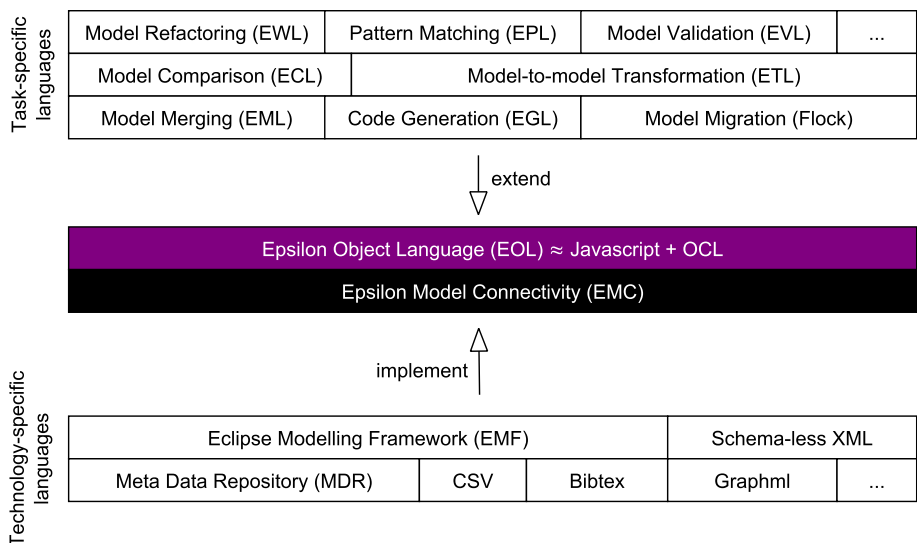 Task-specific
languages
Model Refactoring (EWL)
Pattern Matching (EPL)
Model Validation (EVL)
...
Model Comparison (ECL)
Model-to-model Transformation (ETL)
Model Merging (EML)
Code Generation (EGL)
Model Migration (Flock)
extend
Epsilon Object Language (EOL) ≈ Javascript + OCL
Epsilon Model Connectivity (EMC)
implement
Technology-specific
languages
Eclipse Modelling Framework (EMF)
Schema-less XML
Meta Data Repository (MDR)
CSV
Bibtex
Graphml
...